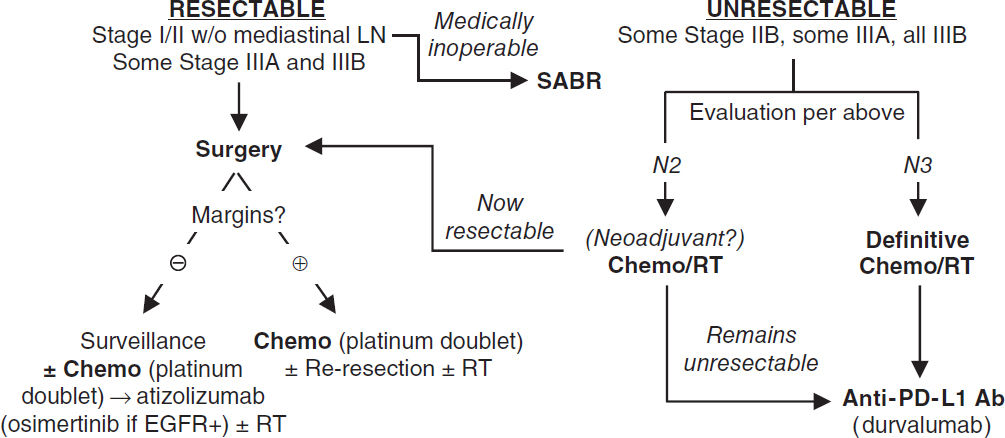 RESECTABLE
Stage I/II w/o mediastinal LN
Some Stage IIIA and IIIB
Medically
inoperable
SABR
Surgery
Margins?
⊖
⊕
Surveillance
± Chemo (platinum
doublet) → atizolizumab
(osimertinib if EGFR+) ± RT
Chemo (platinum doublet)
± Re-resection ± RT
UNRESECTABLE
Some Stage IIB, some IIIA, all IIIB
Evaluation per above
N2
N3
Now
resectable
(Neoadjuvant?)
Chemo/RT
Definitive
Chemo/RT
Remains
unresectable
Anti-PD-L1 Ab
(durvalumab)